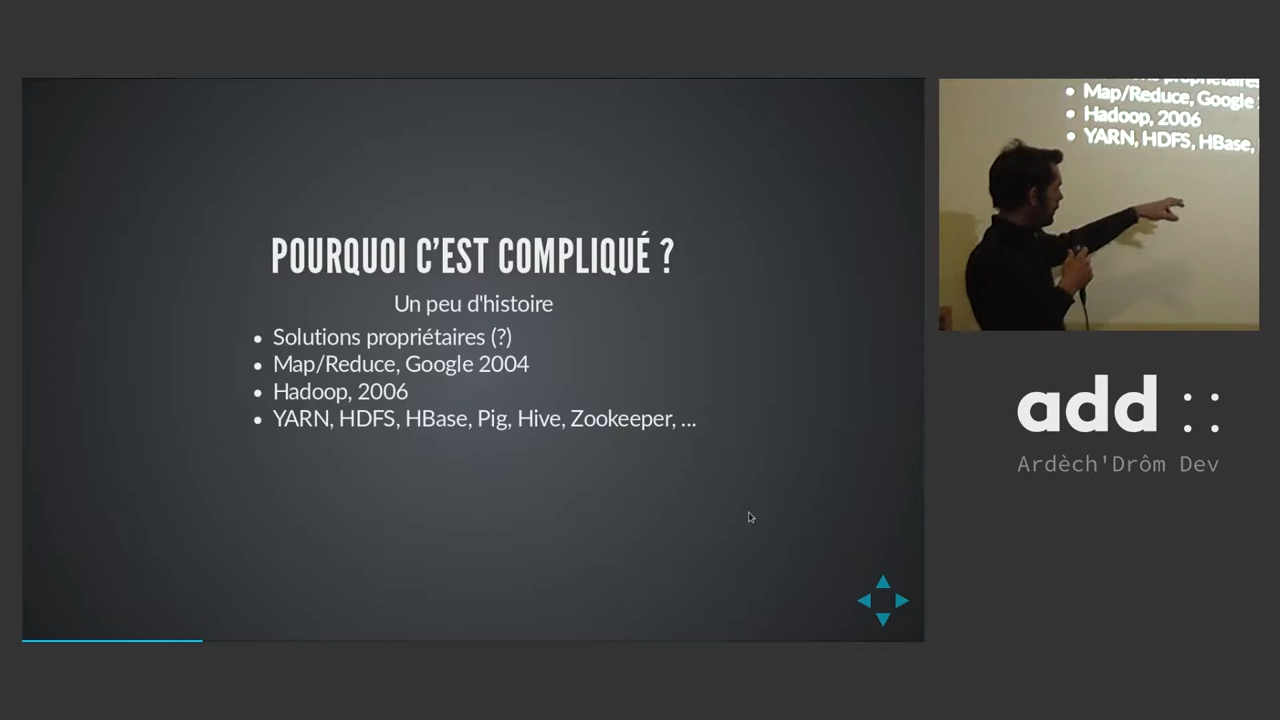 POURQUOI C'EST COMPLIQUÉ ?
Un peu d'histoire
• Solutions propriétaires (?)
• Map/Reduce, Google 2004
• Hadoop, 2006
• YARN, HDFS, HBase, Pig, Hive, Zookeeper, ...
propriétaires
• Map/Reduce, Google
• Hadoop, 2006
• YARN, HDFS, HBase,
add ::
Ardèch'Drôm Dev